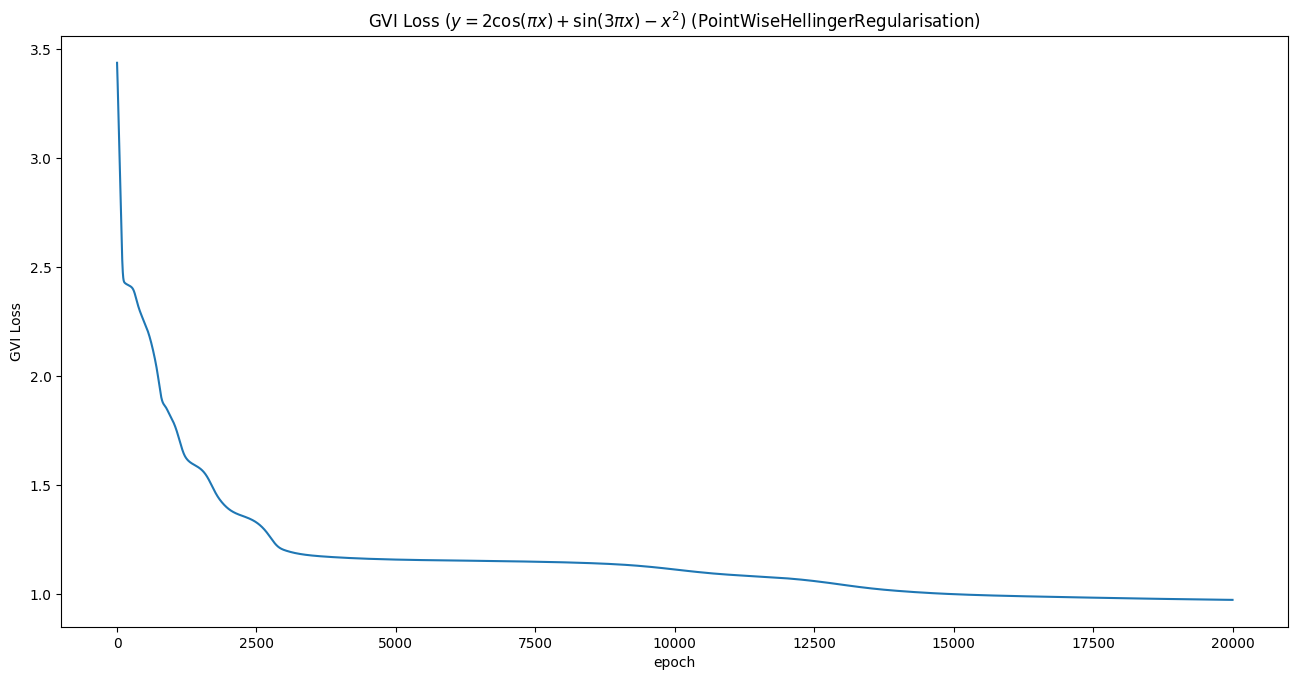 GVI Loss (y = 2cos(πx) + sin(3πx) − x²) (PointWiseHellingerRegularisation)
3.5
3.0
2.5
2.0
1.5
1.0
GVI Loss
0 2500 5000 7500 10000 12500 15000 17500 20000
epoch